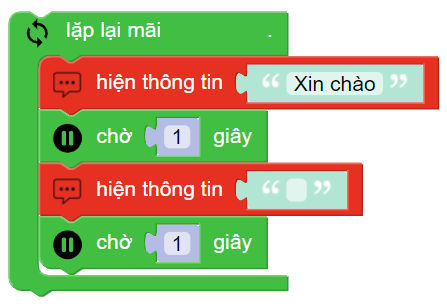 lặp lại mãi .
hiện thông tin “ Xin chào ”
chờ 1 giây
hiện thông tin “ ”
chờ 1 giây